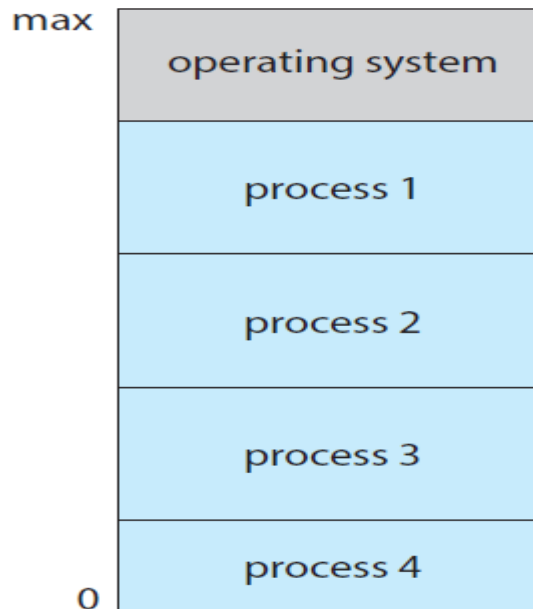 max
operating system
process 1
process 2
process 3
process 4
0